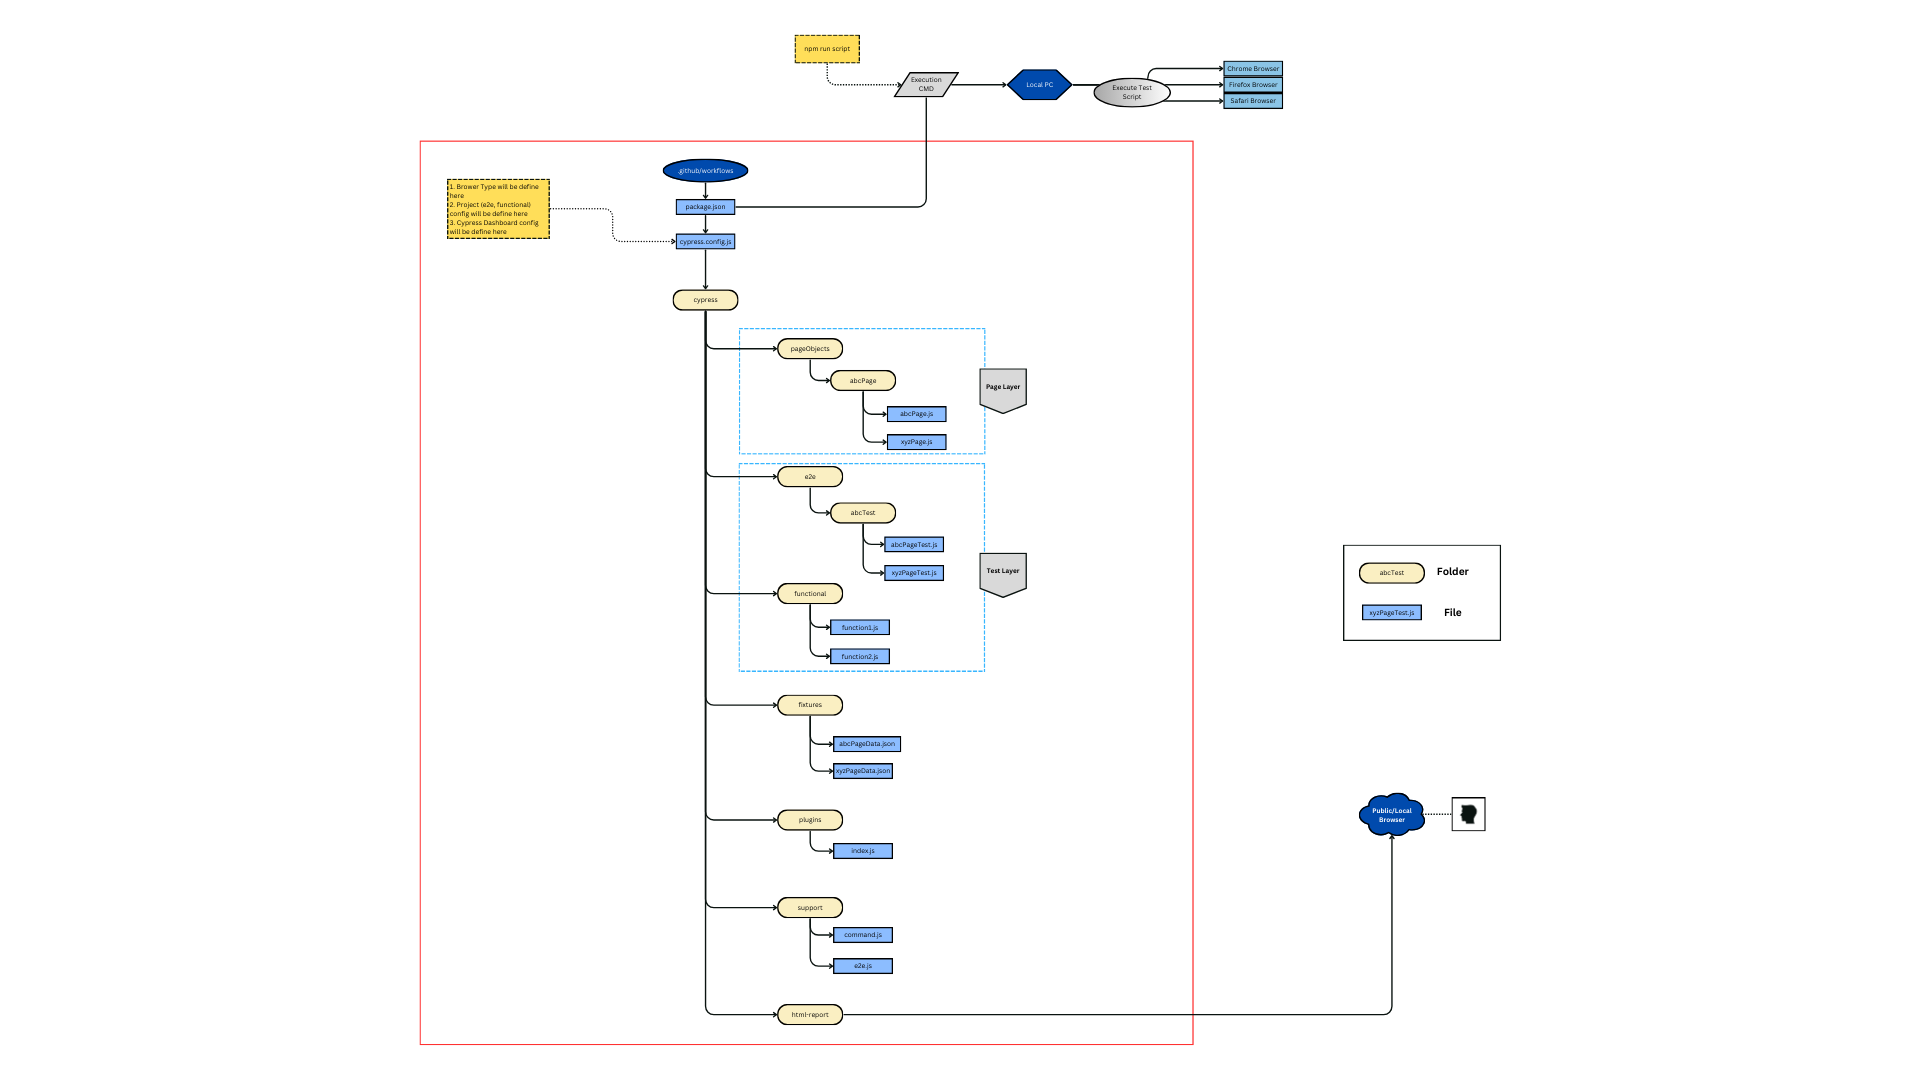 npm run script
Execution
CMD
Local PC
Execute Test
Script
Chrome Browser
Firefox Browser
Safari Browser
.github/workflows
1. Brower Type will be define
here
2. Project (e2e, functional)
config will be define here
3. Cypress Dashboard config
will be define here
package.json
cypress.config.js
cypress
pageObjects
abcPage
Page Layer
abcPage.js
xyzPage.js
e2e
abcTest
abcPageTest.js
xyzPageTest.js
Test Layer
functional
function1.js
function2.js
abcTest
Folder
xyzPageTest.js
File
fixtures
abcPageData.json
xyzPageData.json
plugins
index.js
Public/Local
Browser
support
command.js
e2e.js
html-report